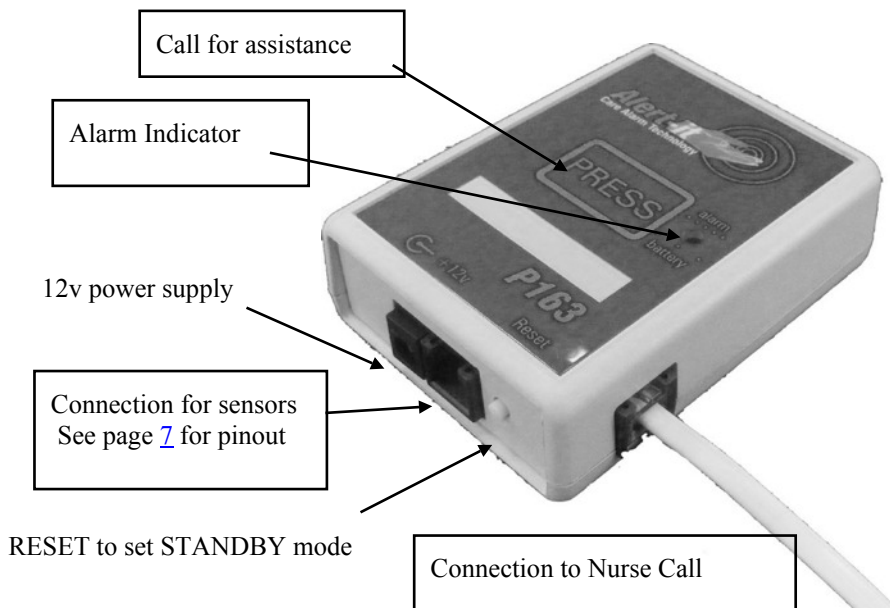 Call for assistance
Alert-it
Care Alarm Technology
Alarm Indicator
PRESS
alarm
battery
12v power supply
+12v
P163
Reset
Connection for sensors
See page 7 for pinout
RESET to set STANDBY mode
Connection to Nurse Call